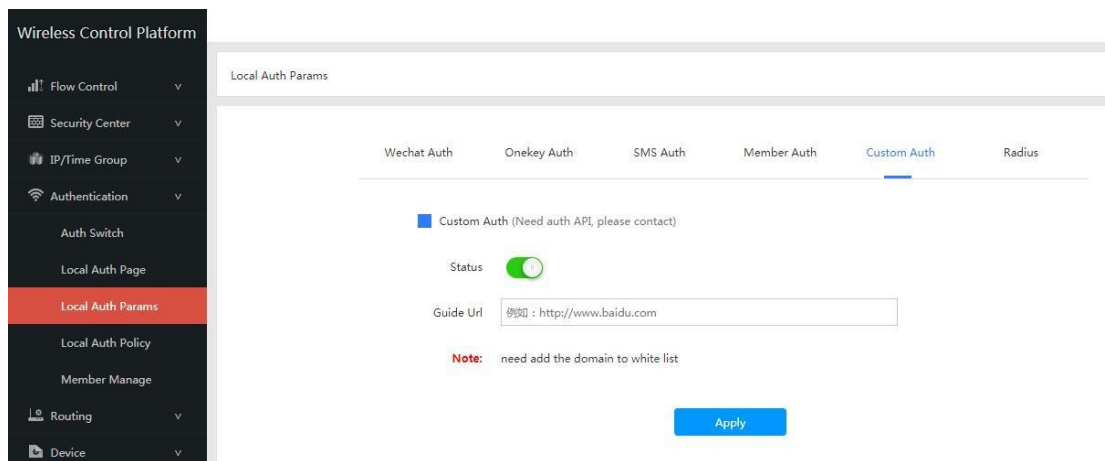 Wireless Control Platform
Flow Control
Security Center
IP/Time Group
Authentication
Auth Switch
Local Auth Page
Local Auth Params
Local Auth Policy
Member Manage
Routing
Device
Local Auth Params
Wechat Auth Onekey Auth SMS Auth Member Auth Custom Auth Radius
Custom Auth (Need auth API, please contact)
Status
Guide Url 例如：http://www.baidu.com
Note: need add the domain to white list
Apply